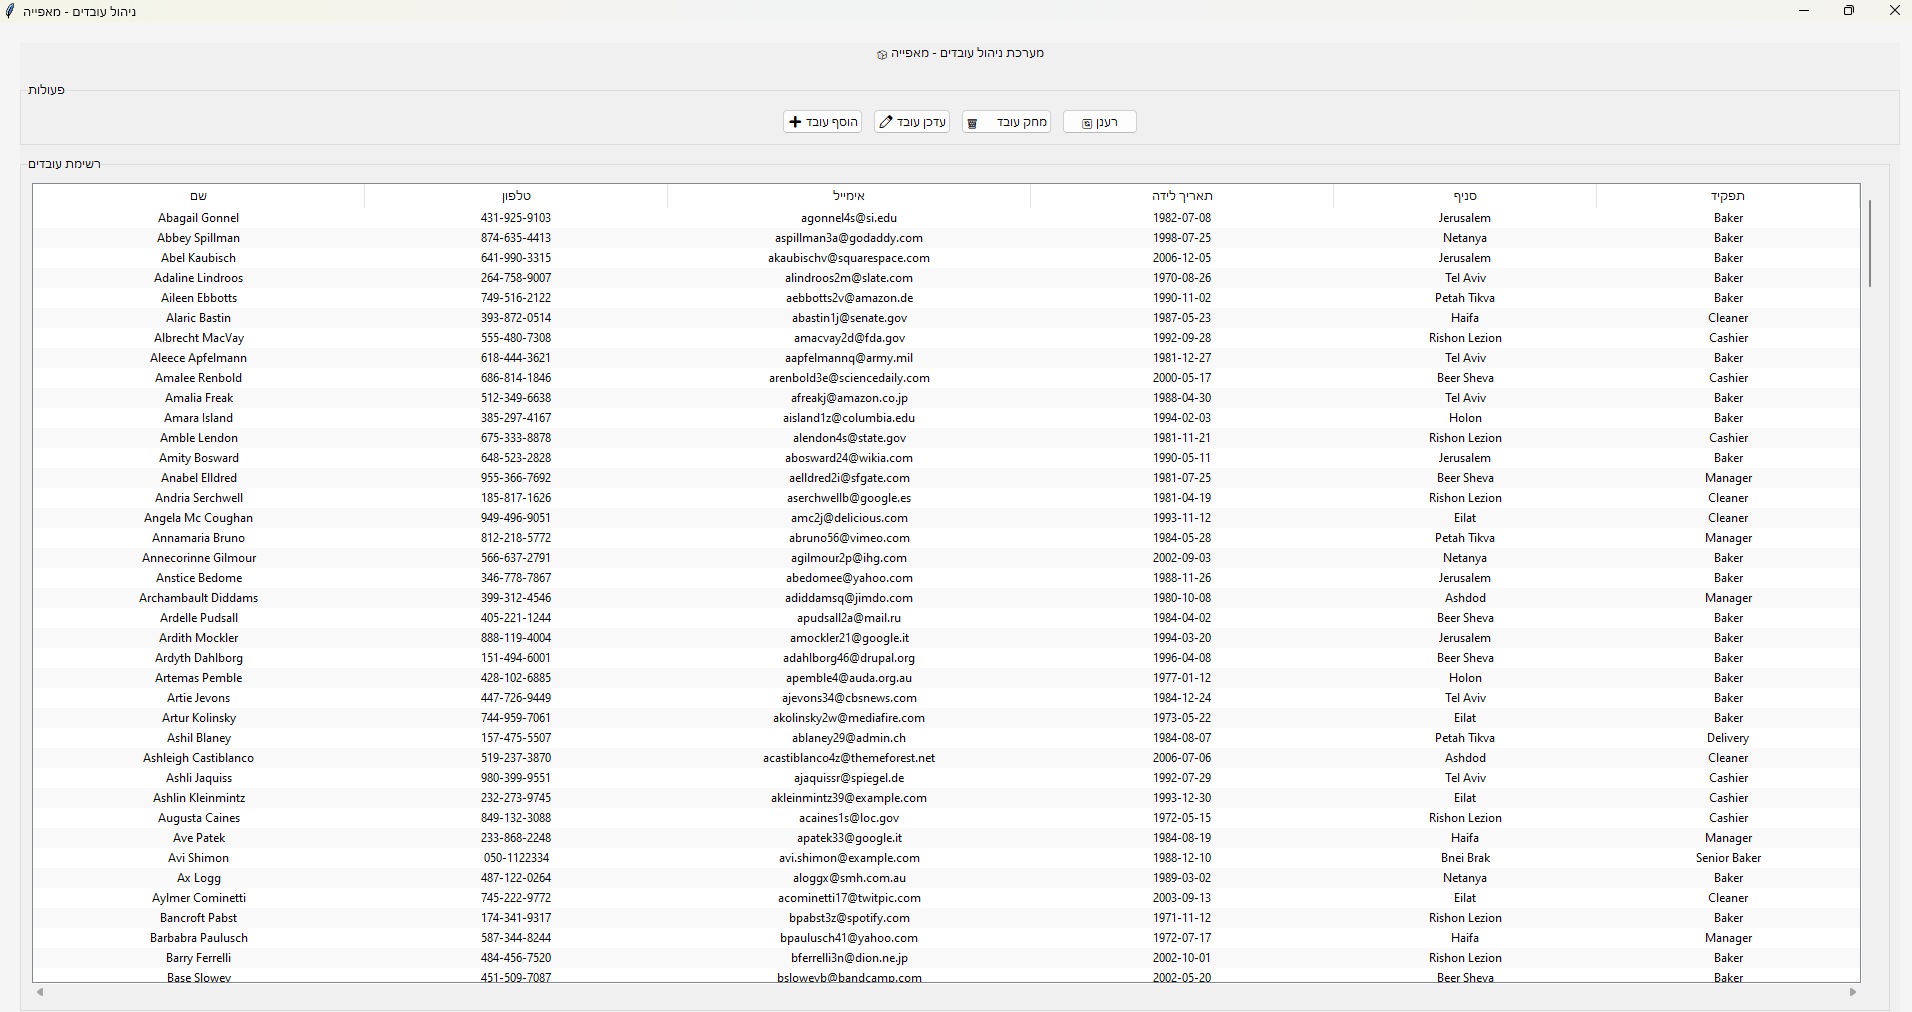 ניהול עובדים - מאפייה
מערכת ניהול עובדים - מאפייה
פעולות
הוסף עובד עדכן עובד מחק עובד רענן
רשימת עובדים
שם טלפון אימייל תאריך לידה סניף תפקיד
Abagail Gonnel 431-925-9103 agonnel4s@si.edu 1982-07-08 Jerusalem Baker
Abbey Spillman 874-635-4413 aspillman3a@godaddy.com 1998-07-25 Netanya Baker
Abel Kaubisch 641-990-3315 akaubischv@squarespace.com 2006-12-05 Jerusalem Baker
Adaline Lindroos 264-758-9007 alindroos2m@slate.com 1970-08-26 Tel Aviv Baker
Aileen Ebbotts 749-516-2122 aebbotts2v@amazon.de 1990-11-02 Petah Tikva Baker
Alaric Bastin 393-872-0514 abastin1j@senate.gov 1987-05-23 Haifa Cleaner
Albrecht MacVay 555-480-7308 amacvay2d@fda.gov 1992-09-28 Rishon Lezion Cashier
Aleece Apfelmann 618-444-3621 aapfelmannq@army.mil 1981-12-27 Tel Aviv Baker
Amalee Renbold 686-814-1846 arenbold3e@sciencedaily.com 2000-05-17 Beer Sheva Cashier
Amalia Freak 512-349-6638 afreakj@amazon.co.jp 1988-04-30 Tel Aviv Baker
Amara Island 385-297-4167 aisland1z@columbia.edu 1994-02-03 Holon Baker
Amble Lendon 675-333-8878 alendon4s@state.gov 1981-11-21 Rishon Lezion Cashier
Amity Bosward 648-523-2828 abosward24@wikia.com 1990-05-11 Jerusalem Baker
Anabel Elldred 955-366-7692 aelldred2i@sfgate.com 1981-07-25 Beer Sheva Manager
Andria Serchwell 185-817-1626 aserchwellb@google.es 1981-04-19 Rishon Lezion Cleaner
Angela Mc Coughan 949-496-9051 amc2j@delicious.com 1993-11-12 Eilat Cleaner
Annamaria Bruno 812-218-5772 abruno56@vimeo.com 1984-05-28 Petah Tikva Manager
Annecorinne Gilmour 566-637-2791 agilmour2p@ihg.com 2002-09-03 Netanya Baker
Anstice Bedome 346-778-7867 abedomee@yahoo.com 1988-11-26 Jerusalem Baker
Archambault Diddams 399-312-4546 adiddamsq@jimdo.com 1980-10-08 Ashdod Manager
Ardelle Pudsall 405-221-1244 apudsall2a@mail.ru 1984-04-02 Beer Sheva Baker
Ardith Mockler 888-119-4004 amockler21@google.it 1994-03-20 Jerusalem Baker
Ardyth Dahlborg 151-494-6001 adahlborg46@drupal.org 1996-04-08 Beer Sheva Baker
Artemas Pemble 428-102-6885 apemble4@auda.org.au 1977-01-12 Holon Baker
Artie Jevons 447-726-9449 ajevons34@cbsnews.com 1984-12-24 Tel Aviv Baker
Artur Kolinsky 744-959-7061 akolinsky2w@mediafire.com 1973-05-22 Eilat Baker
Ashil Blaney 157-475-5507 ablaney29@admin.ch 1984-08-07 Petah Tikva Delivery
Ashleigh Castiblanco 519-237-3870 acastiblanco4z@themeforest.net 2006-07-06 Ashdod Cleaner
Ashli Jaquiss 980-399-9551 ajaquissr@spiegel.de 1992-07-29 Tel Aviv Cashier
Ashlin Kleinmintz 232-273-9745 akleinmintz39@example.com 1993-12-30 Eilat Cashier
Augusta Caines 849-132-3088 acaines1s@loc.gov 1972-05-15 Rishon Lezion Cashier
Ave Patek 233-868-2248 apatek33@google.it 1984-08-19 Haifa Manager
Avi Shimon 050-1122334 avi.shimon@example.com 1988-12-10 Bnei Brak Senior Baker
Ax Logg 487-122-0264 aloggx@smh.com.au 1989-03-02 Netanya Baker
Aylmer Cominetti 745-222-9772 acominetti17@twitpic.com 2003-09-13 Eilat Cleaner
Bancroft Pabst 174-341-9317 bpabst3z@spotify.com 1971-11-12 Rishon Lezion Baker
Barbabra Paulusch 587-344-8244 bpaulusch41@yahoo.com 1972-07-17 Haifa Manager
Barry Ferrelli 484-456-7520 bferrelli3n@dion.ne.jp 2002-10-01 Rishon Lezion Baker
Base Slowey 451-509-7087 bsloweyb@bandcamp.com 2002-05-20 Beer Sheva Baker